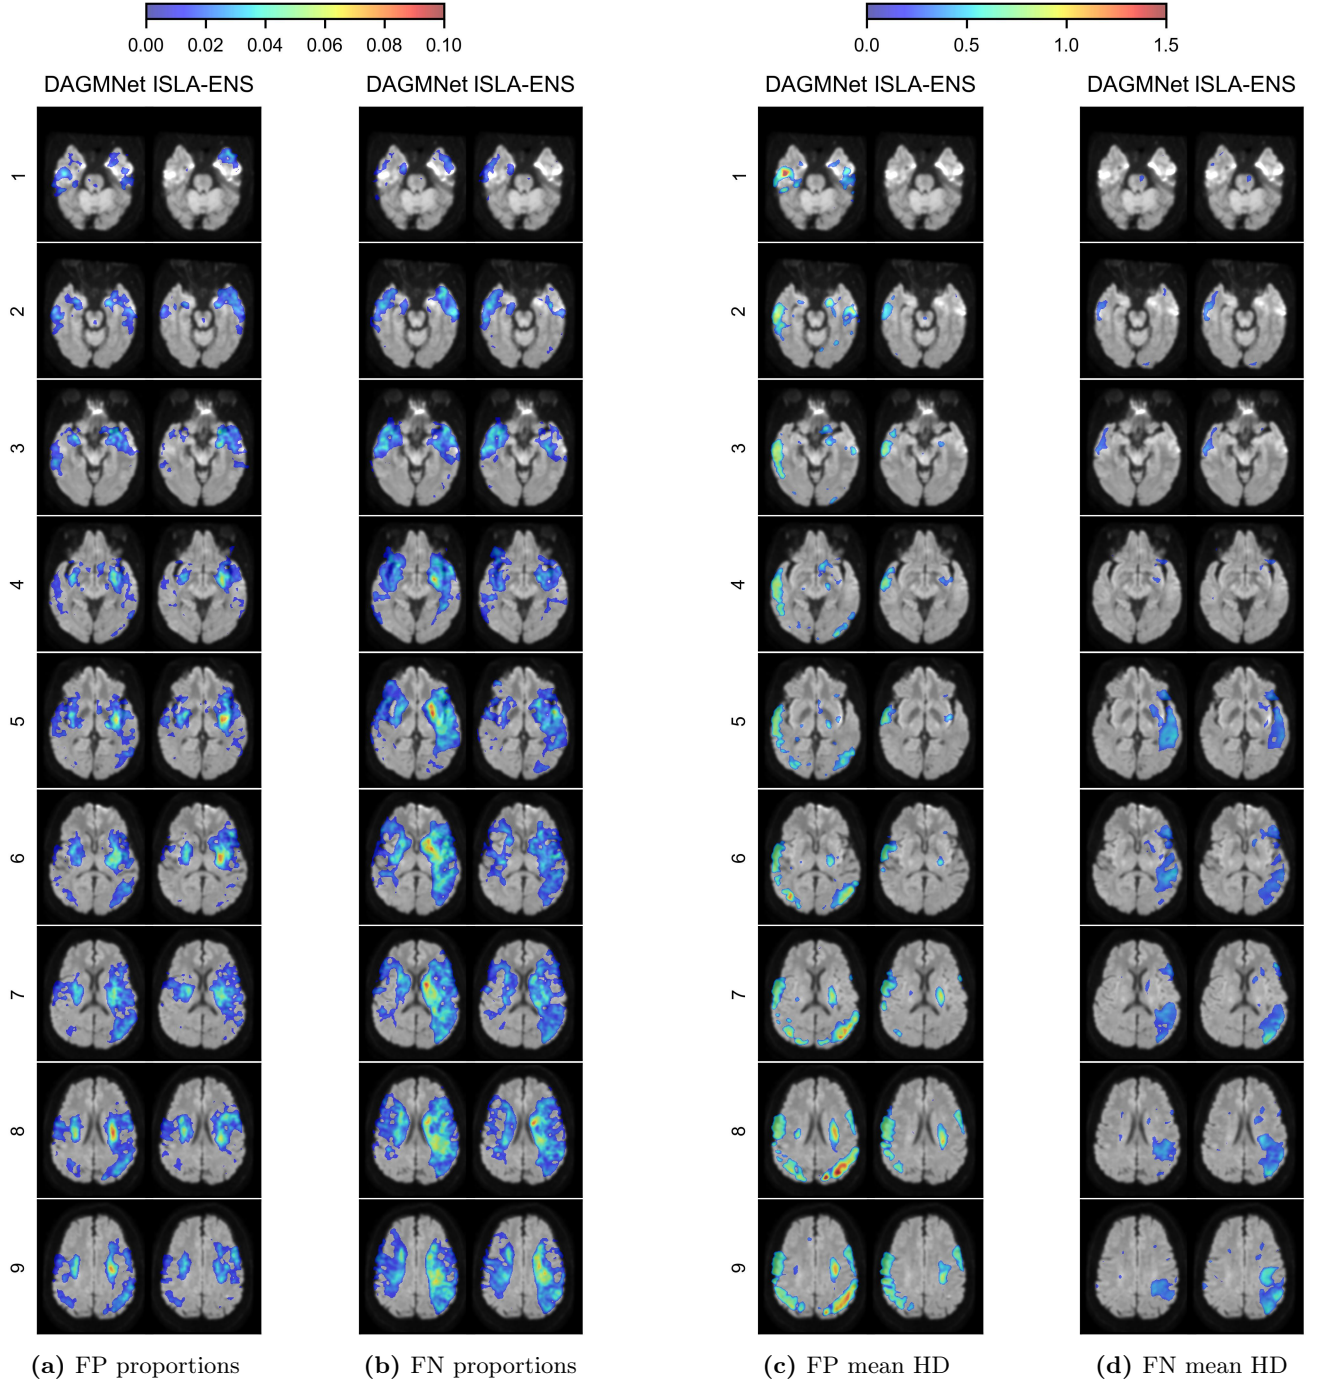 0.00 0.02 0.04 0.06 0.08 0.10
0.0 0.5 1.0 1.5
DAGMNet ISLA-ENS
DAGMNet ISLA-ENS
DAGMNet ISLA-ENS
DAGMNet ISLA-ENS
1 1
2 2
3 3
4 4
5 5
6 6
7 7
8 8
9 9
(a) FP proportions
(b) FN proportions
(c) FP mean HD
(d) FN mean HD